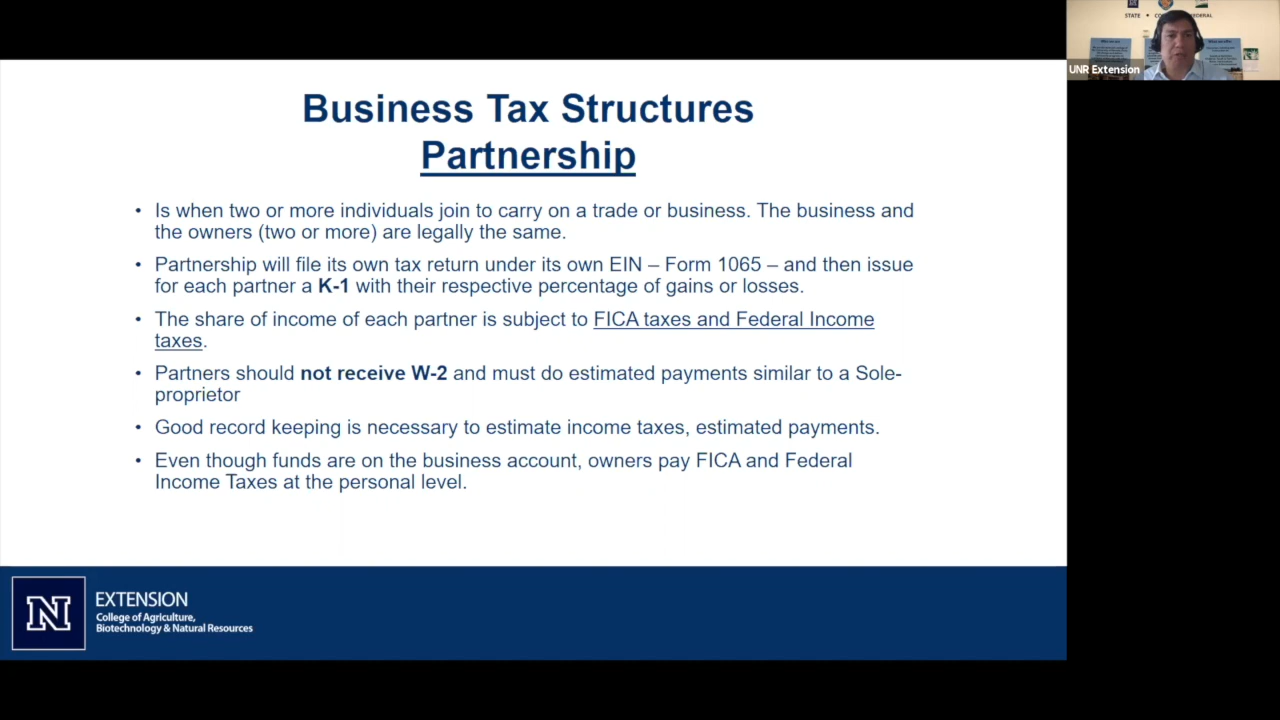 Business Tax Structures
Partnership
• Is when two or more individuals join to carry on a trade or business. The business and
the owners (two or more) are legally the same.
• Partnership will file its own tax return under its own EIN – Form 1065 – and then issue
for each partner a K-1 with their respective percentage of gains or losses.
• The share of income of each partner is subject to FICA taxes and Federal Income
taxes.
• Partners should not receive W-2 and must do estimated payments similar to a Sole-
proprietor
• Good record keeping is necessary to estimate income taxes, estimated payments.
• Even though funds are on the business account, owners pay FICA and Federal
Income Taxes at the personal level.
N
EXTENSION
College of Agriculture,
Biotechnology & Natural Resources
STATE
UNR Extension